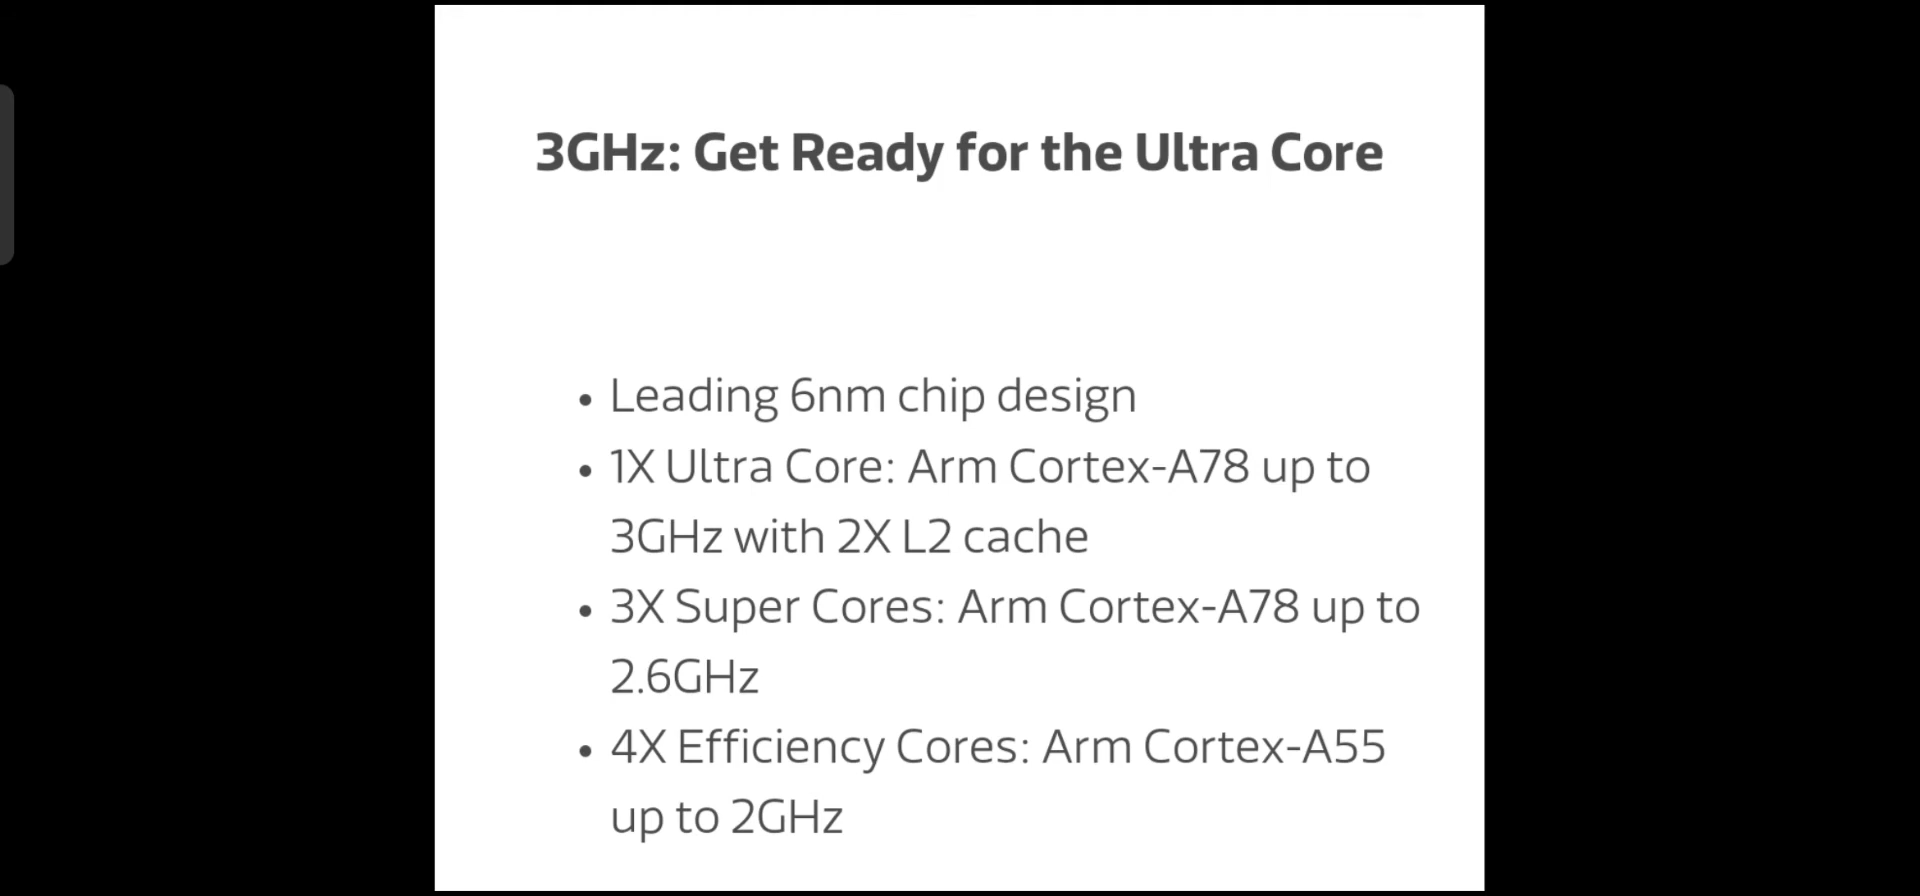 3GHz: Get Ready for the Ultra Core
• Leading 6nm chip design
• 1X Ultra Core: Arm Cortex-A78 up to
3GHz with 2X L2 cache
• 3X Super Cores: Arm Cortex-A78 up to
2.6GHz
• 4X Efficiency Cores: Arm Cortex-A55
up to 2GHz